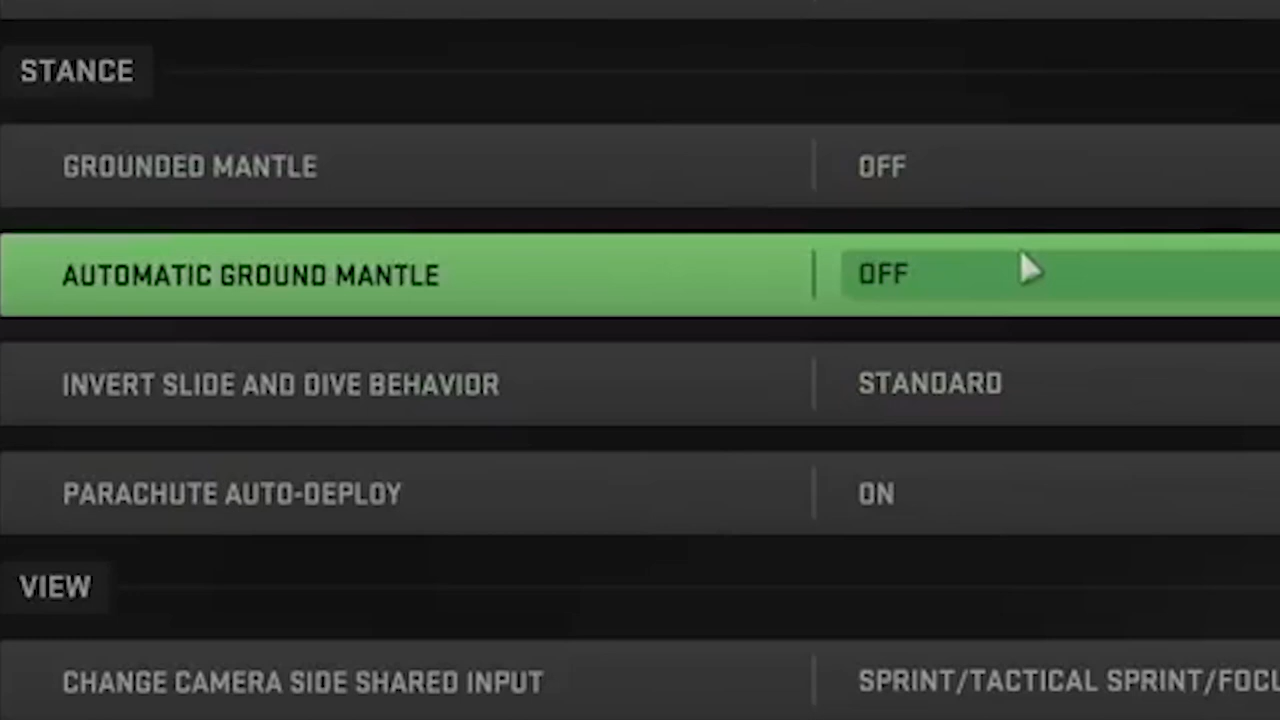 STANCE
GROUNDED MANTLE OFF
AUTOMATIC GROUND MANTLE OFF
INVERT SLIDE AND DIVE BEHAVIOR STANDARD
PARACHUTE AUTO-DEPLOY ON
VIEW
CHANGE CAMERA SIDE SHARED INPUT SPRINT/TACTICAL SPRINT/FOCU